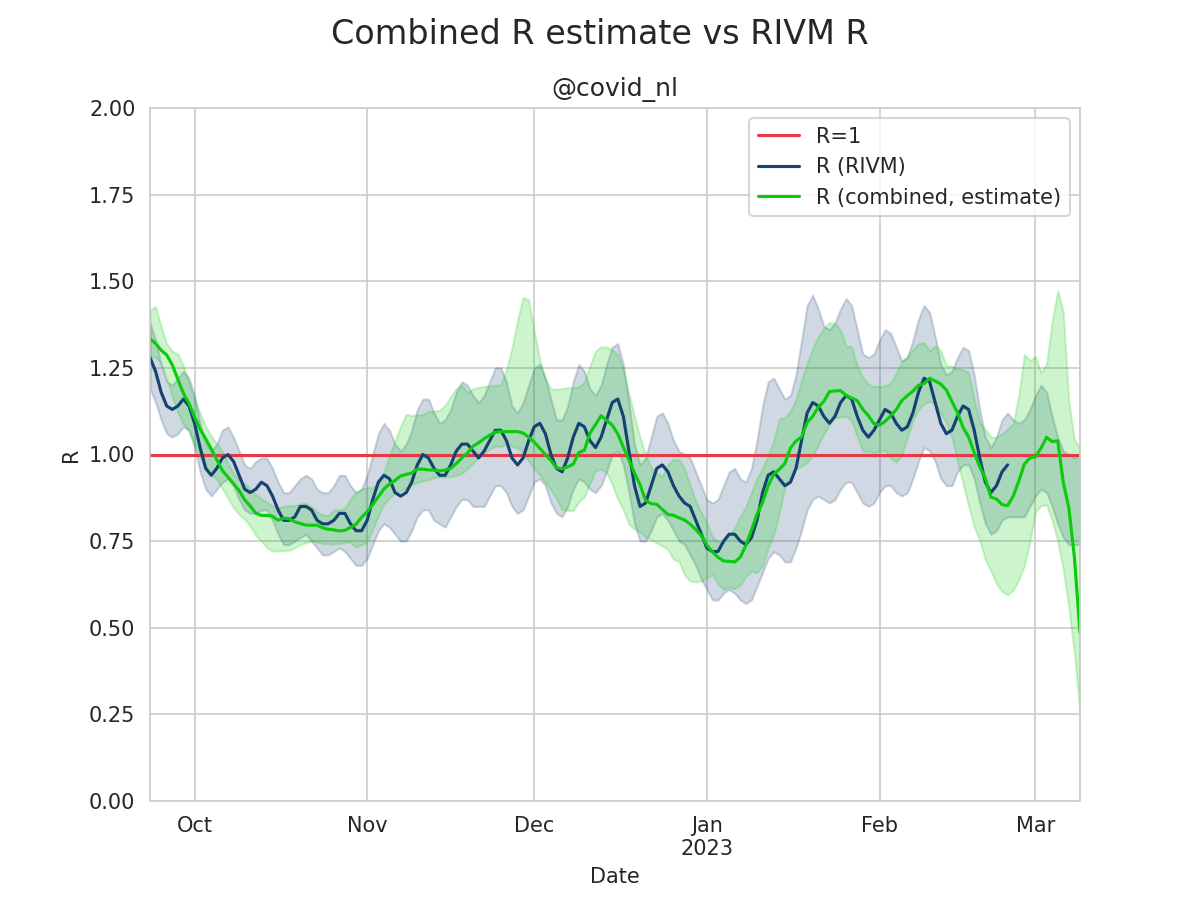 Combined R estimate vs RIVM R
@covid_nl
2.00
1.75
1.50
1.25
1.00
0.75
0.50
0.25
0.00
R
R=1
R (RIVM)
R (combined, estimate)
Oct
Nov
Dec
Jan
2023
Feb
Mar
Date